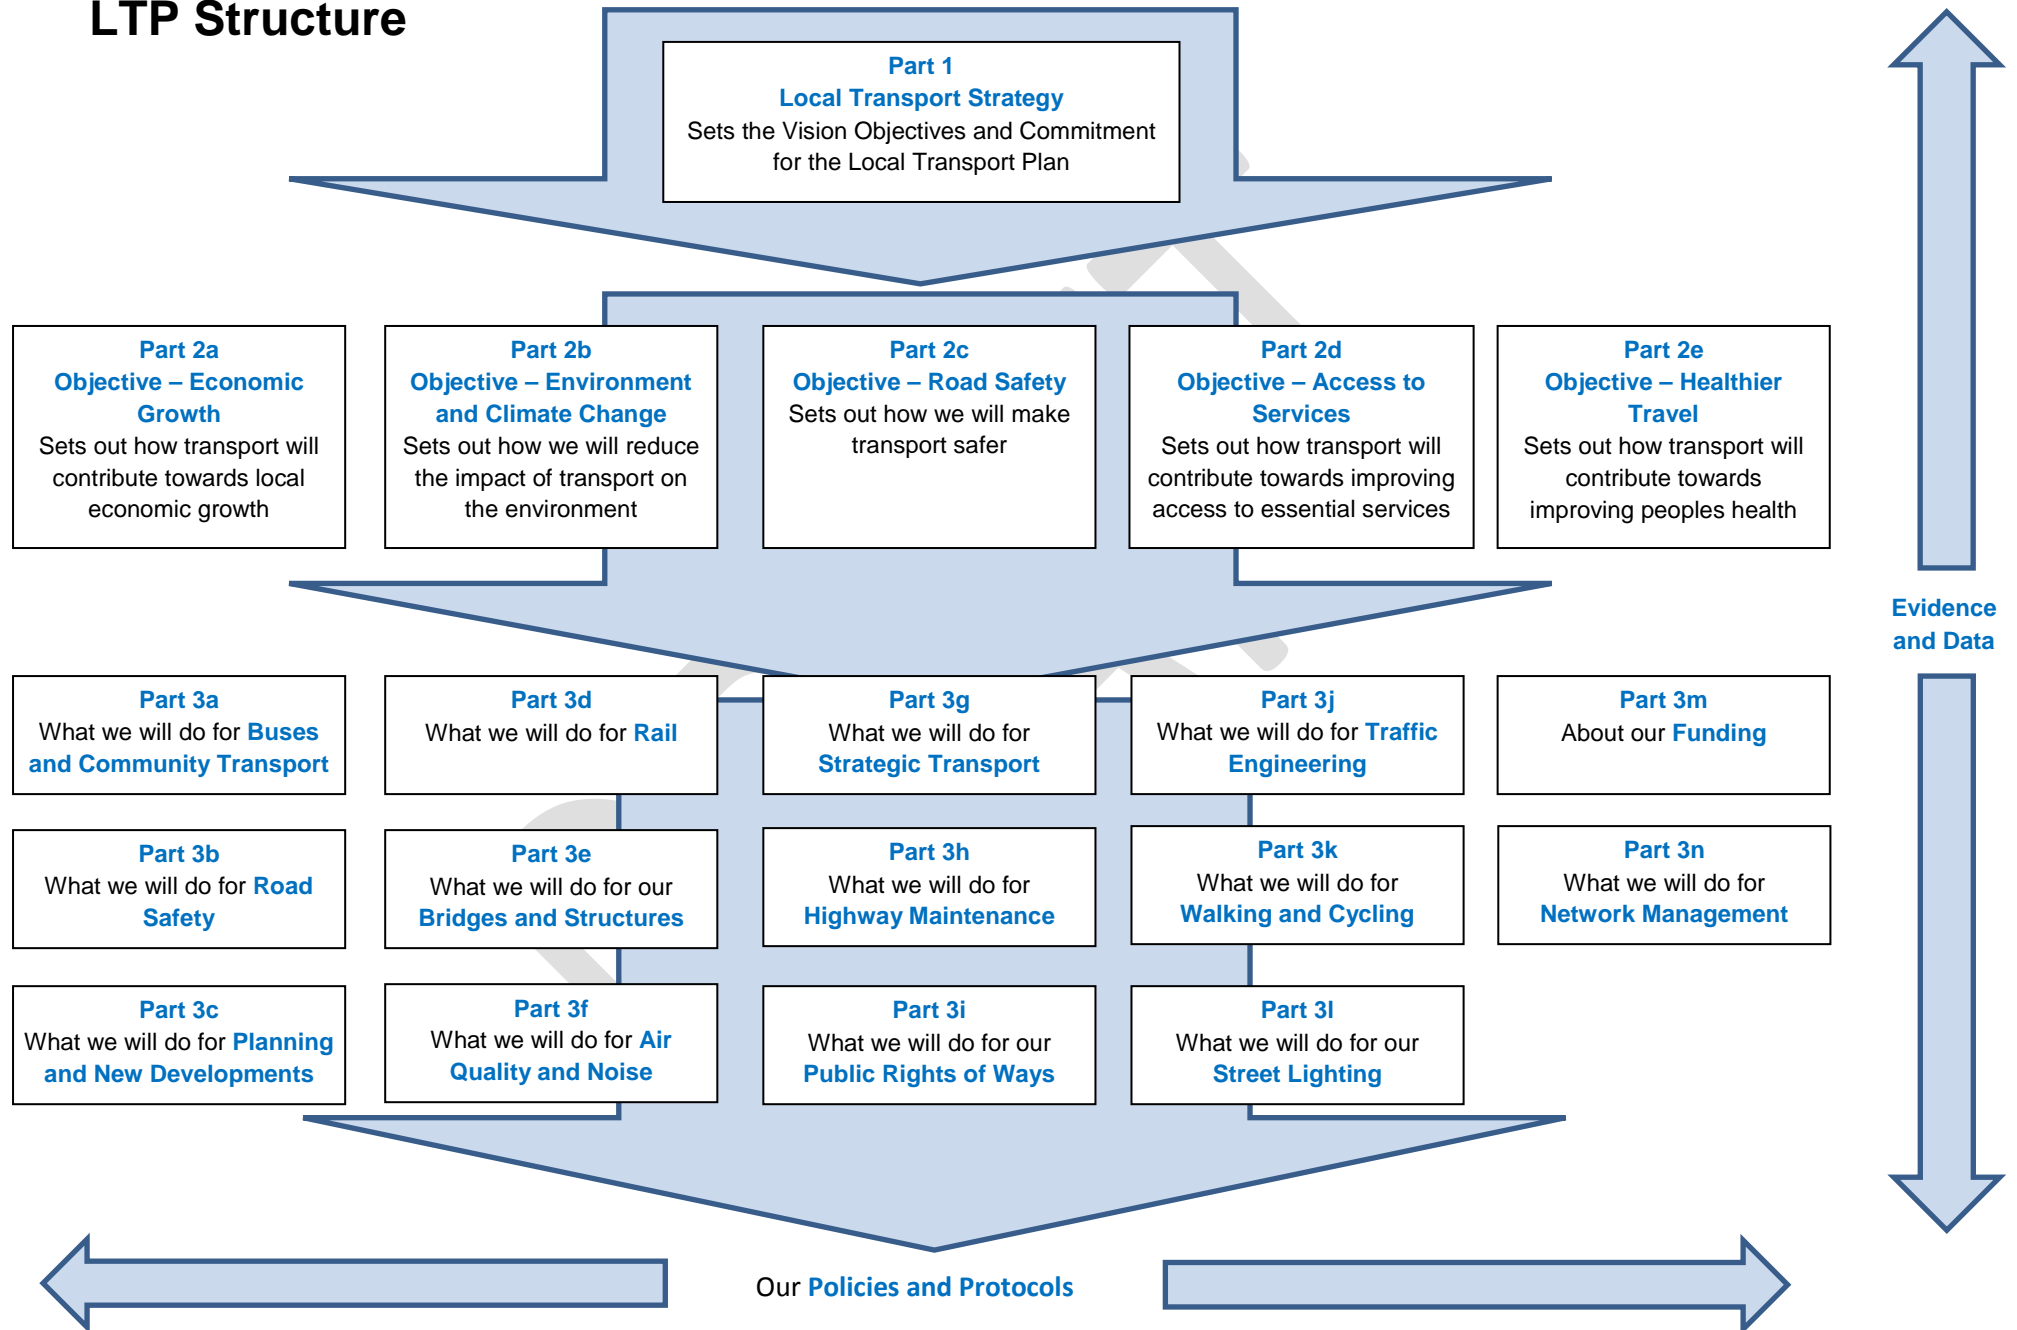 LTP Structure
Part 1
Local Transport Strategy
Sets the Vision Objectives and Commitment
for the Local Transport Plan
Part 2a
Objective – Economic
Growth
Sets out how transport will
contribute towards local
economic growth
Part 2b
Objective – Environment
and Climate Change
Sets out how we will reduce
the impact of transport on
the environment
Part 2c
Objective – Road Safety
Sets out how we will make
transport safer
Part 2d
Objective – Access to
Services
Sets out how transport will
contribute towards improving
access to essential services
Part 2e
Objective – Healthier
Travel
Sets out how transport will
contribute towards
improving peoples health
Evidence
and Data
Part 3a
What we will do for Buses
and Community Transport
Part 3d
What we will do for Rail
Part 3g
What we will do for
Strategic Transport
Part 3j
What we will do for Traffic
Engineering
Part 3m
About our Funding
Part 3b
What we will do for Road
Safety
Part 3e
What we will do for our
Bridges and Structures
Part 3h
What we will do for
Highway Maintenance
Part 3k
What we will do for
Walking and Cycling
Part 3n
What we will do for
Network Management
Part 3c
What we will do for Planning
and New Developments
Part 3f
What we will do for Air
Quality and Noise
Part 3i
What we will do for our
Public Rights of Ways
Part 3l
What we will do for our
Street Lighting
Our Policies and Protocols